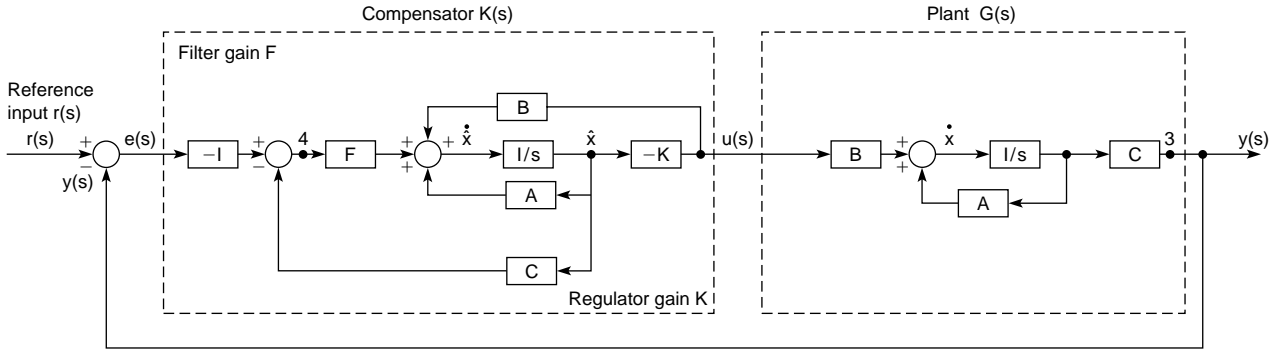 Compensator K(s)
Plant G(s)
Filter gain F
Reference
input r(s)
r(s)
+
−
e(s)
y(s)
−I
+
−
4
F
+
+
+
+
B
ẋ̂
I/s
x̂
−K
A
C
Regulator gain K
u(s)
B
+
+
ẋ
I/s
A
C
3
y(s)